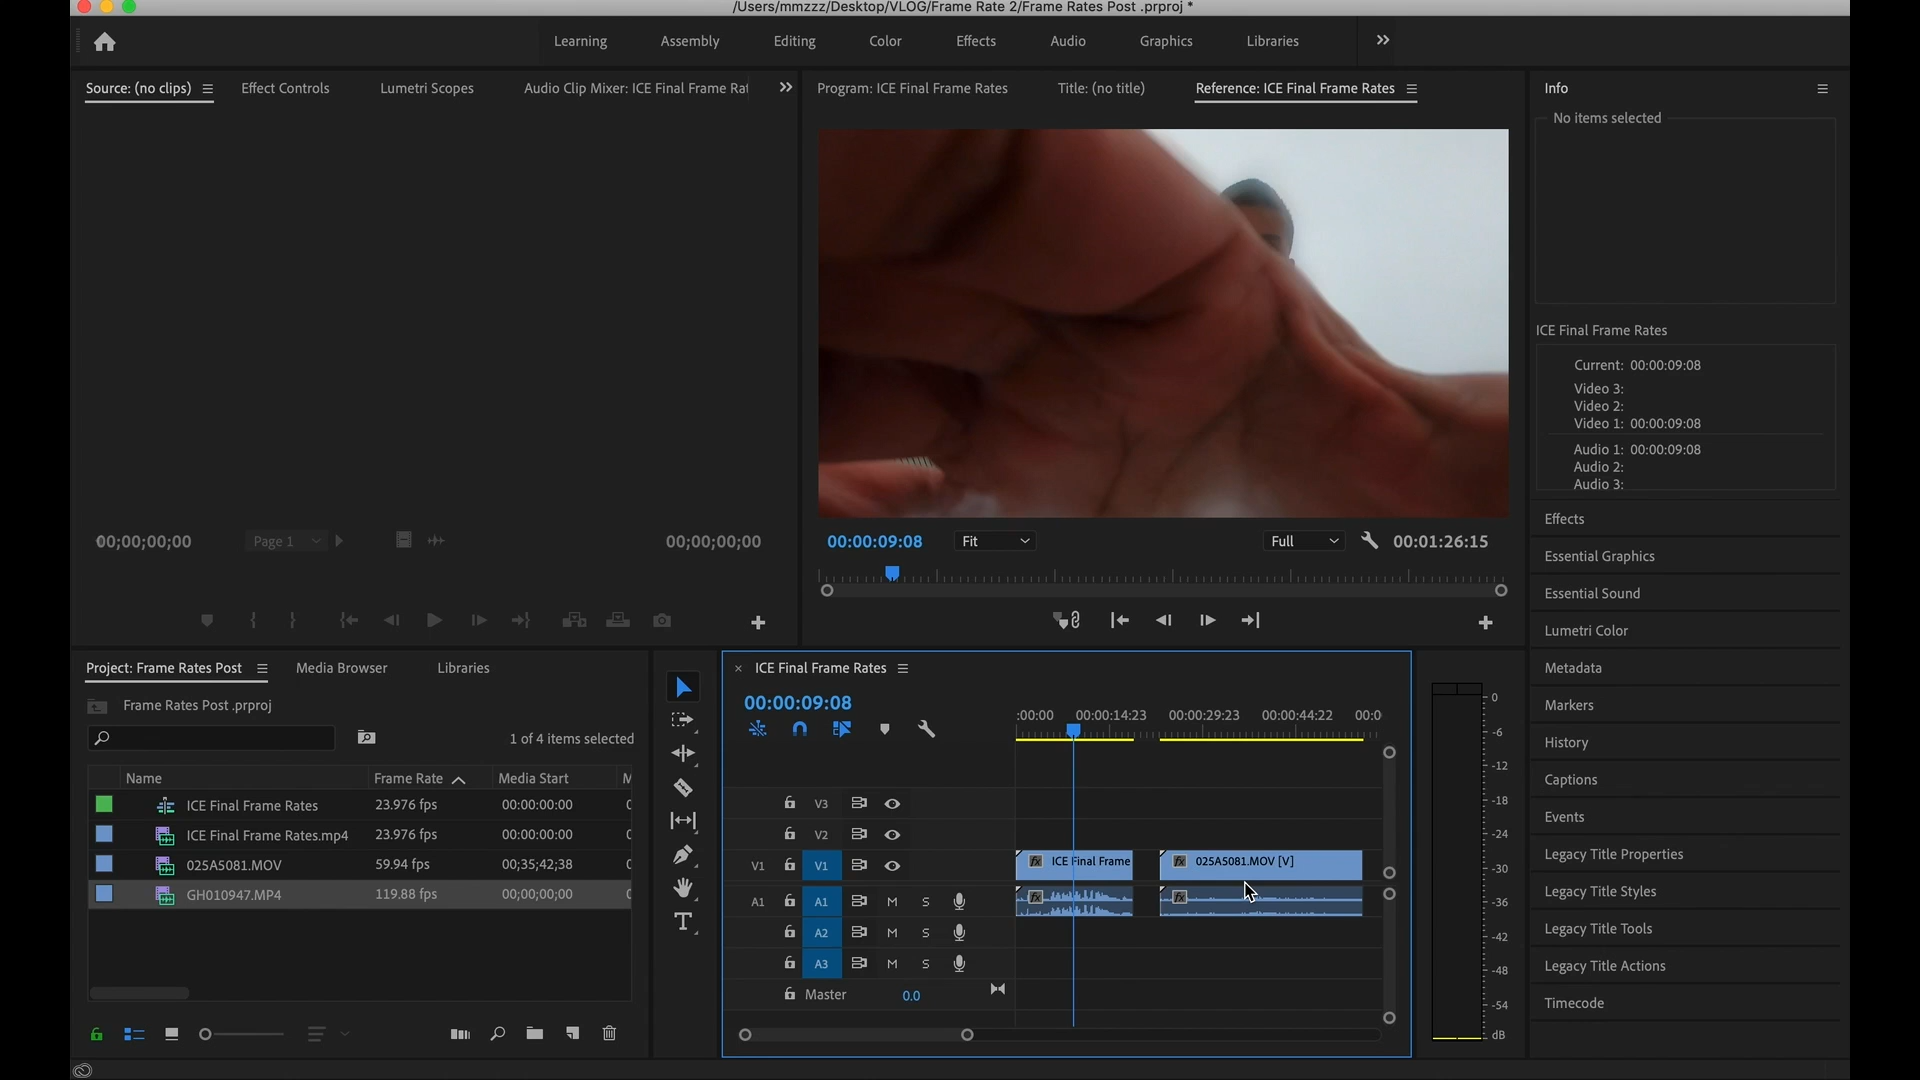 /Users/mmzzz/Desktop/VLOG/Frame Rate 2/Frame Rates Post .prproj *
Learning
Assembly
Editing
Color
Effects
Audio
Graphics
Libraries
Source: (no clips)
Effect Controls
Lumetri Scopes
Audio Clip Mixer: ICE Final Frame Rat
Program: ICE Final Frame Rates
Title: (no title)
Reference: ICE Final Frame Rates
Info
No items selected
ICE Final Frame Rates
Current: 00:00:09:08
Video 3:
Video 2:
Video 1: 00:00:09:08
Audio 1: 00:00:09:08
Audio 2:
Audio 3:
00;00;00;00
Page 1
00;00;00;00
00:00:09:08
Fit
Full
00:01:26:15
Effects
Essential Graphics
Essential Sound
Lumetri Color
Metadata
Markers
History
Captions
Events
Legacy Title Properties
Legacy Title Styles
Legacy Title Tools
Legacy Title Actions
Timecode
Project: Frame Rates Post
Media Browser
Libraries
Frame Rates Post .prproj
1 of 4 items selected
Name
Frame Rate
Media Start
M
ICE Final Frame Rates
23.976 fps
00:00:00:00
ICE Final Frame Rates.mp4
23.976 fps
00:00:00:00
025A5081.MOV
59.94 fps
00;35;42;38
GH010947.MP4
119.88 fps
00;00;00;00
ICE Final Frame Rates
00:00:09:08
:00:00
00:00:14:23
00:00:29:23
00:00:44:22
00:0
V3
V2
V1
V1
fx ICE Final Frame
fx 025A5081.MOV [V]
A1
A1
M
S
fx
fx
A2
M
S
A3
M
S
Master
0.0
0
-6
-12
-18
-24
-30
-36
-42
-48
-54
dB